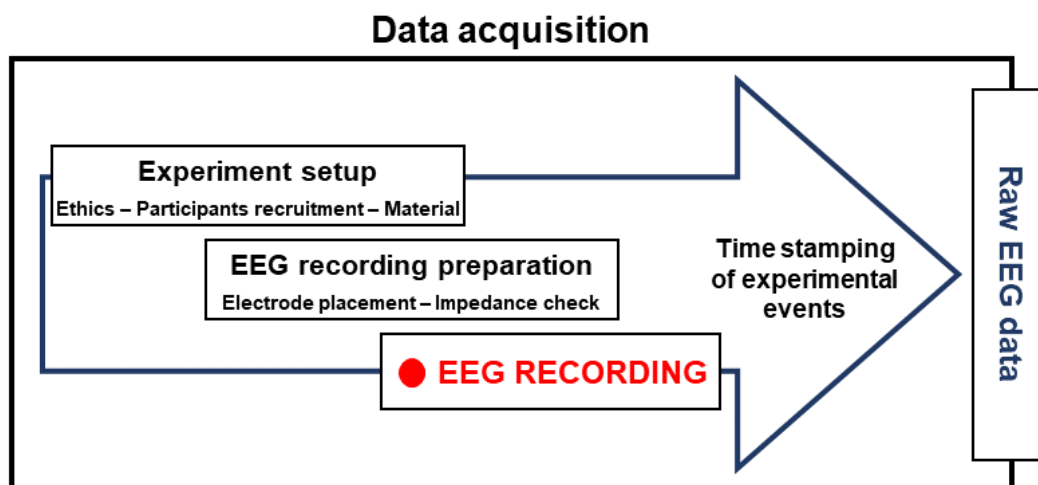 Data acquisition
Experiment setup
Ethics – Participants recruitment – Material
EEG recording preparation
Electrode placement – Impedance check
EEG RECORDING
Time stamping
of experimental
events
Raw EEG data